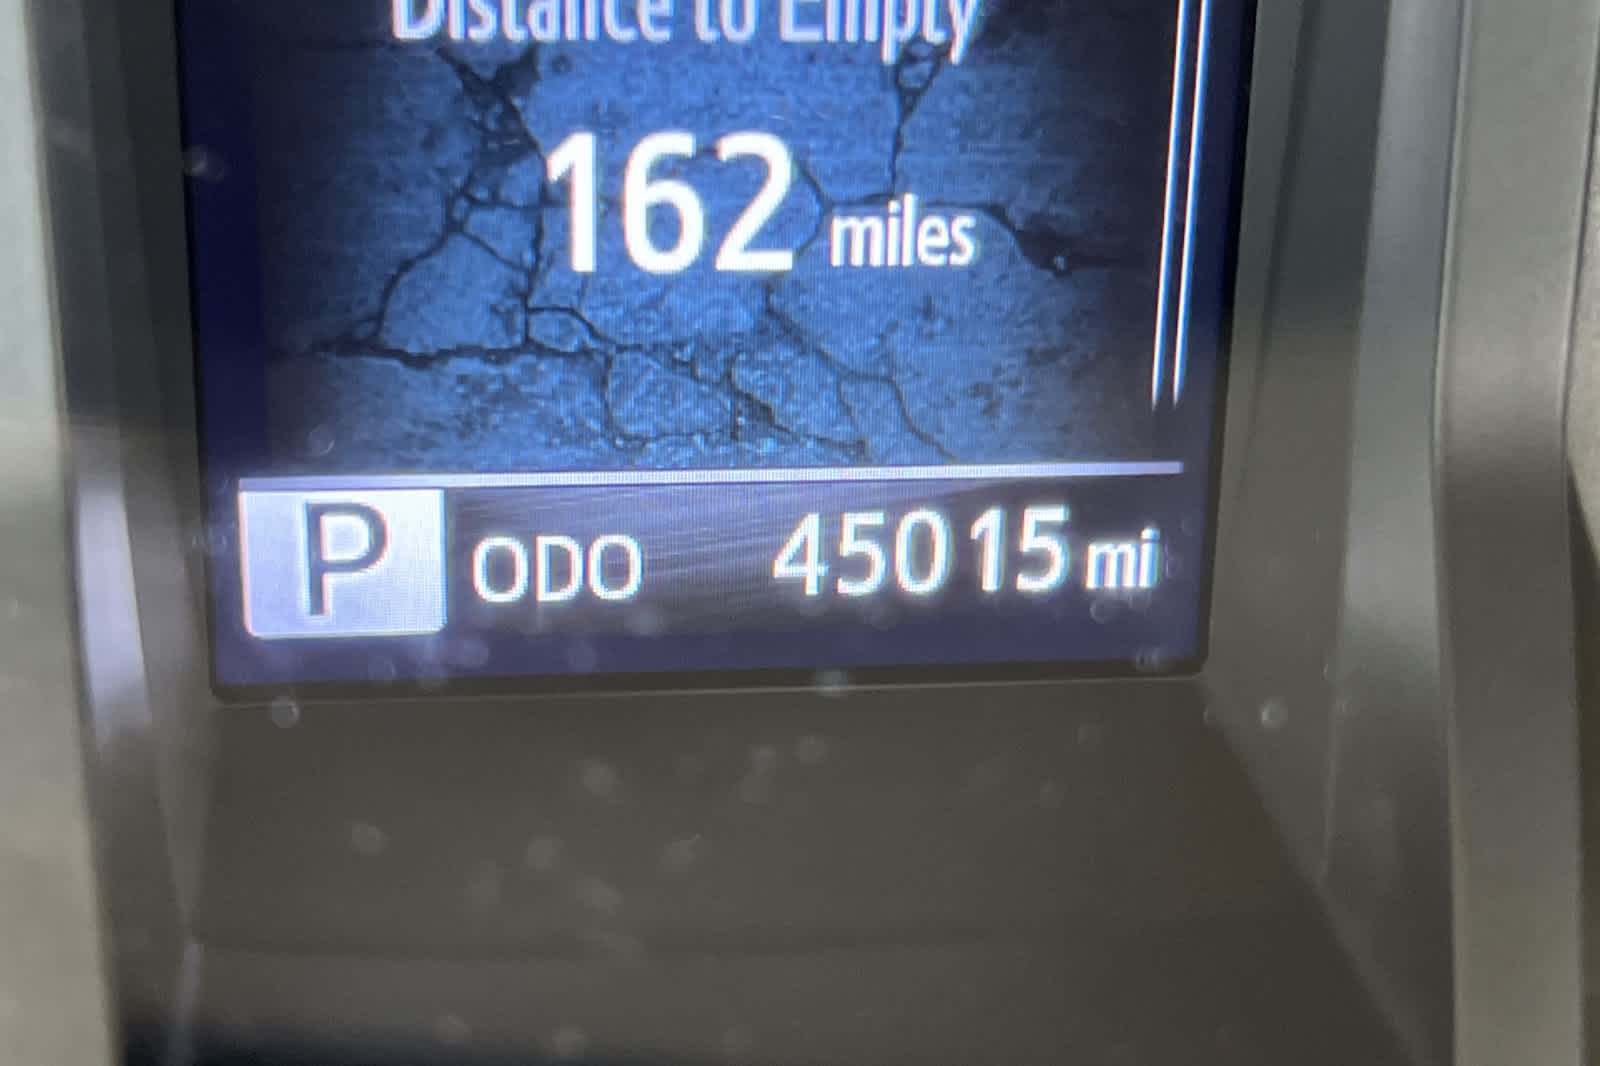 Distance to Empty
162 miles
P ODO 45015 mi